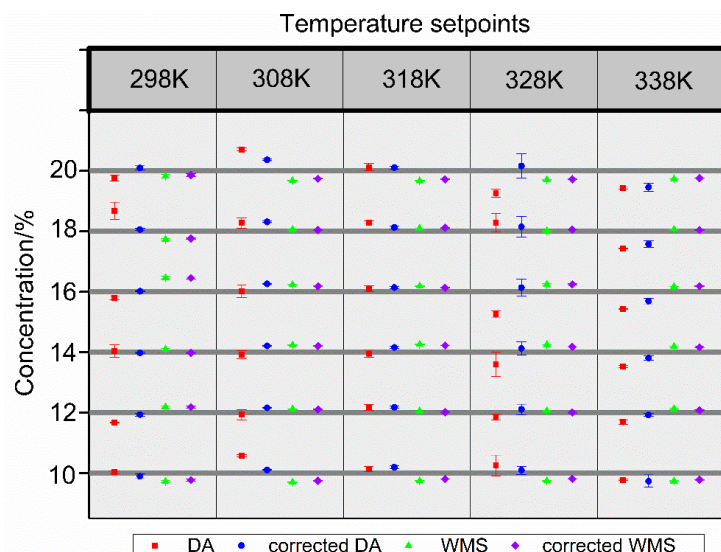 Temperature setpoints
298K 308K 318K 328K 338K
Concentration/%
20
18
16
14
12
10
DA corrected DA WMS corrected WMS